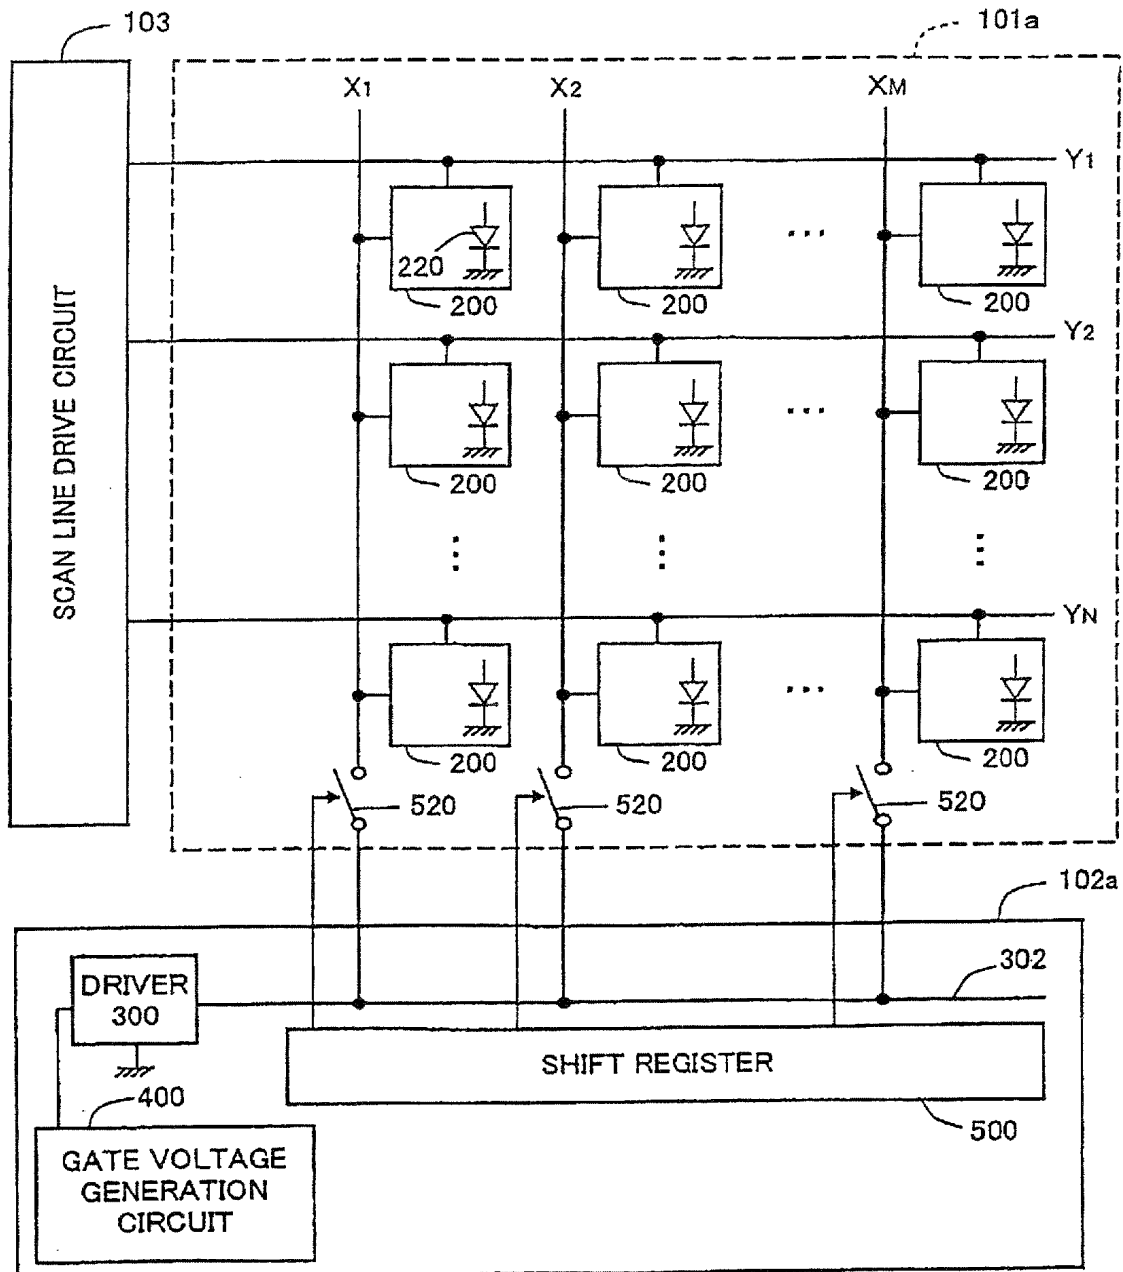 103
101a
X1 X2 XM
Y1
220
200 200 200
Y2
SCAN LINE DRIVE CIRCUIT
...
200 200 200
YN
...
200 200 200
520 520 520
102a
302
DRIVER
300
SHIFT REGISTER
400
500
GATE VOLTAGE
GENERATION
CIRCUIT